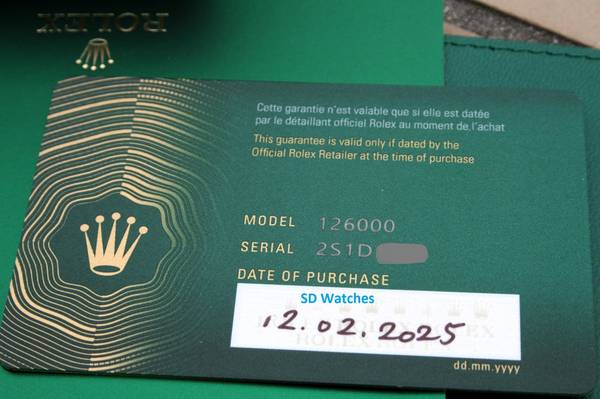 ROLEX
Cette garantie n'est valable que si elle est datée
par le détaillant officiel Rolex au moment de l'achat
This guarantee is valid only if dated by the
Official Rolex Retailer at the time of purchase
MODEL 126000
SERIAL 2S1D
DATE OF PURCHASE
SD Watches
12.02.2025
dd.mm.yyyy